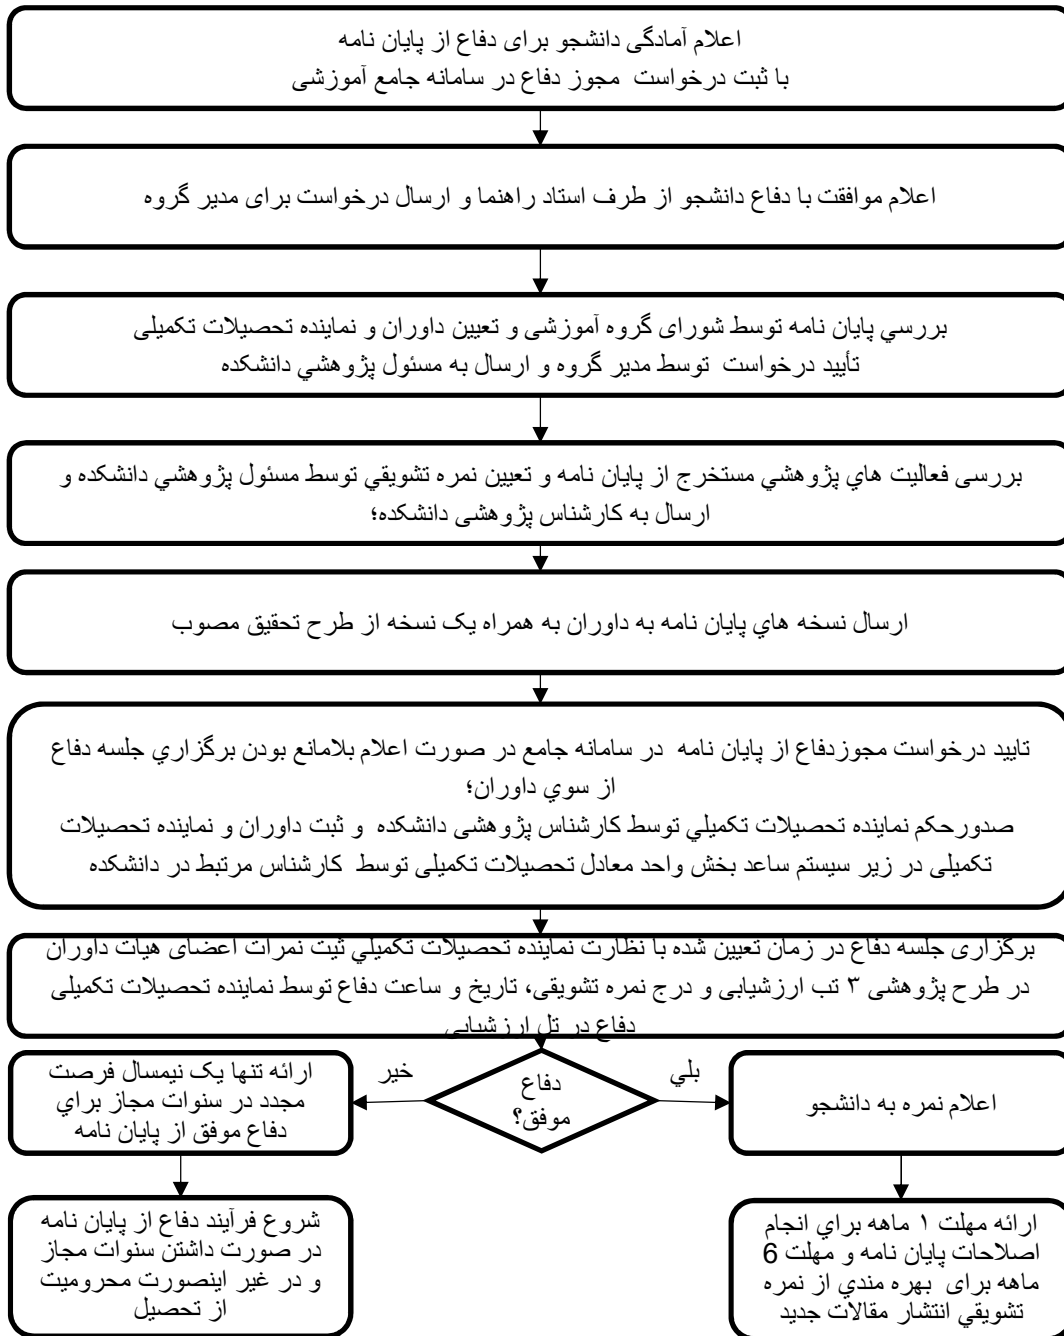 اعلام آمادگی دانشجو برای دفاع از پایان نامه
با ثبت درخواست مجوز دفاع در سامانه جامع آموزشی
اعلام موافقت با دفاع دانشجو از طرف استاد راهنما و ارسال درخواست برای مدیر گروه
بررسي پایان نامه توسط شورای گروه آموزشی و تعیین داوران و نماینده تحصیلات تکمیلی
تأیید درخواست توسط مدیر گروه و ارسال به مسئول پژوهشي دانشکده
بررسی فعالیت هاي پژوهشي مستخرج از پایان نامه و تعیین نمره تشویقي توسط مسئول پژوهشي دانشکده و
ارسال به کارشناس پژوهشی دانشکده؛
ارسال نسخه هاي پایان نامه به داوران به همراه یک نسخه از طرح تحقیق مصوب
تایید درخواست مجوزدفاع از پایان نامه در سامانه جامع در صورت اعلام بلامانع بودن برگزاري جلسه دفاع
از سوي داوران؛
صدورحکم نماینده تحصیلات تکمیلي توسط کارشناس پژوهشی دانشکده و ثبت داوران و نماینده تحصیلات
تکمیلی در زیر سیستم ساعد بخش واحد معادل تحصیلات تکمیلی توسط کارشناس مرتبط در دانشکده
برگزاری جلسه دفاع در زمان تعیین شده با نظارت نماینده تحصیلات تکمیلي ثبت نمرات اعضای هیات داوران
در طرح پژوهشی ۳ تب ارزشیابی و درج نمره تشویقی، تاریخ و ساعت دفاع توسط نماینده تحصیلات تکمیلی
دفاع در تل ارزشیابی
دفاع
موفق؟
بلي
خیر
اعلام نمره به دانشجو
ارائه مهلت ۱ ماهه براي انجام
اصلاحات پایان نامه و مهلت 6
ماهه برای بهره مندي از نمره
تشویقي انتشار مقالات جدید
ارائه تنها یک نیمسال فرصت
مجدد در سنوات مجاز براي
دفاع موفق از پایان نامه
شروع فرآیند دفاع از پایان نامه
در صورت داشتن سنوات مجاز
و در غیر اینصورت محرومیت
از تحصیل